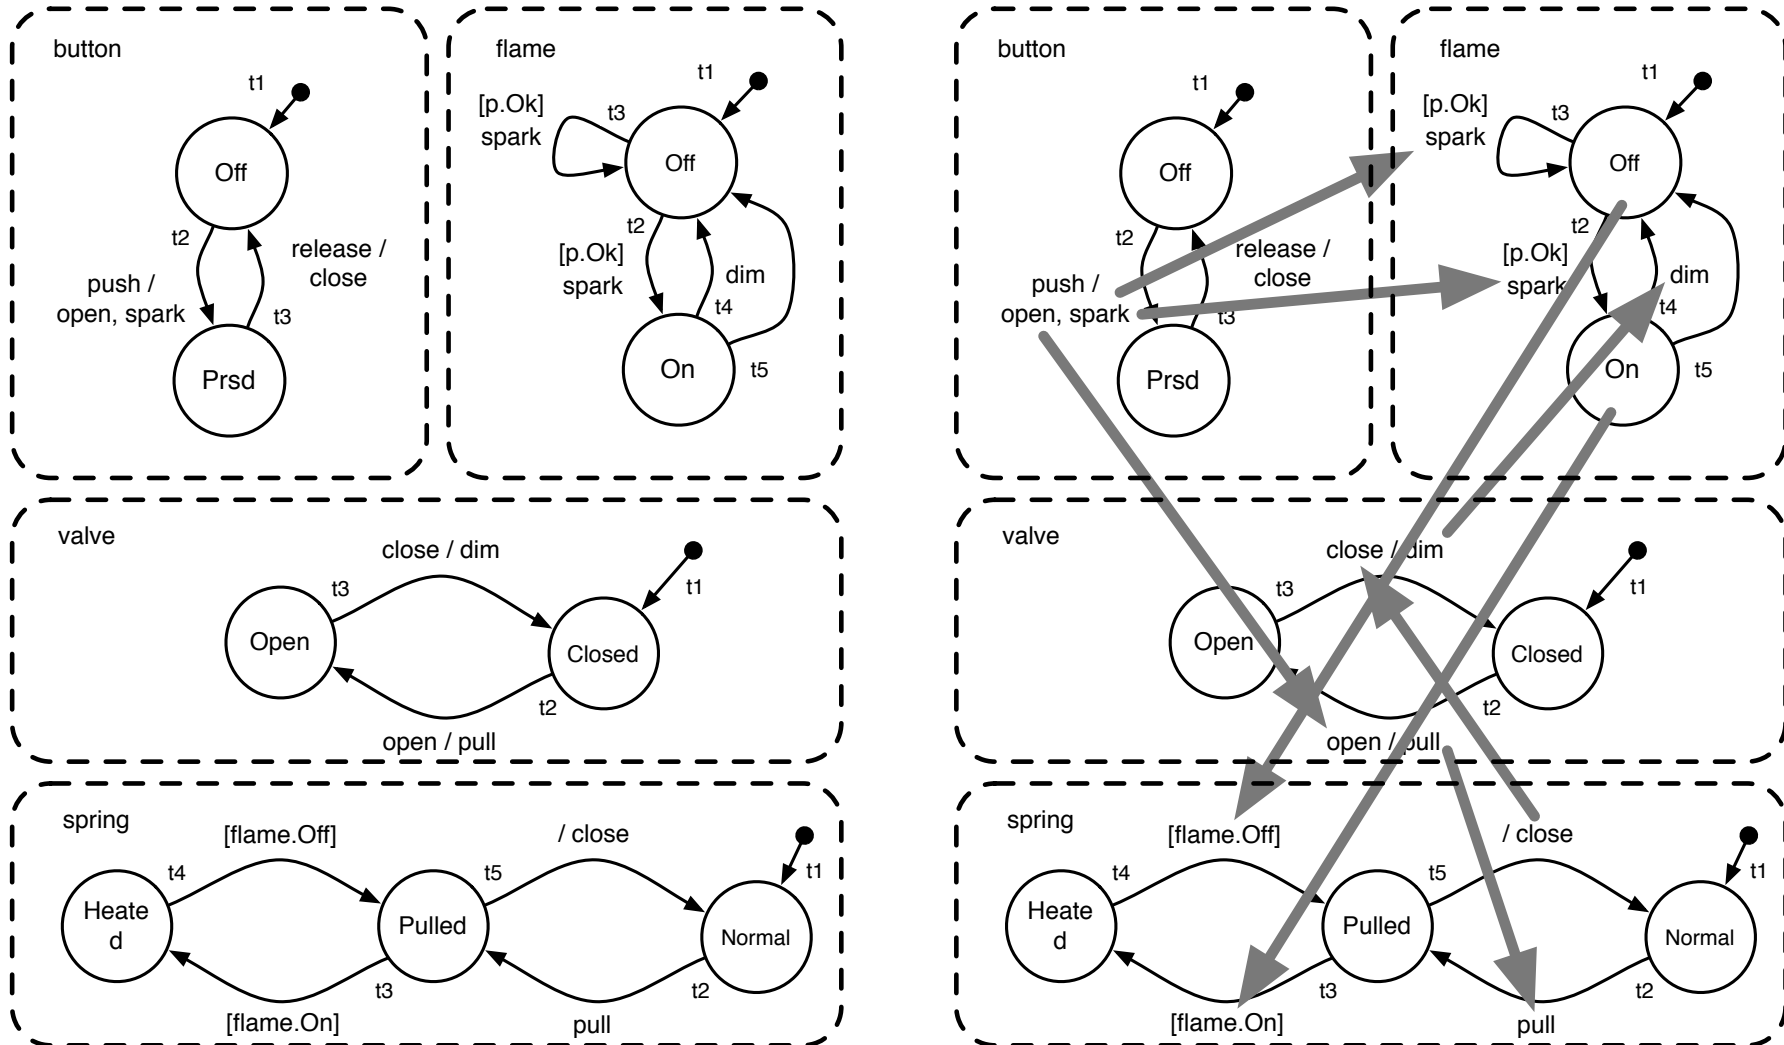 button
t1
Off
t2
push /
open, spark
release /
close
t3
Prsd
flame
t1
[p.Ok]
spark
t3
Off
t2
[p.Ok]
spark
dim
t4
On
t5
valve
close / dim
t3
t1
Open
Closed
t2
open / pull
spring
[flame.Off]
/ close
t4
t5
t1
Heate
d
Pulled
Normal
t3
t2
[flame.On]
pull
button
t1
Off
t2
push /
open, spark
release /
close
t3
Prsd
flame
t1
[p.Ok]
spark
t3
Off
t2
[p.Ok]
spark
dim
t4
On
t5
valve
close / dim
t3
t1
Open
Closed
t2
open / pull
spring
[flame.Off]
/ close
t4
t5
t1
Heate
d
Pulled
Normal
t3
t2
[flame.On]
pull